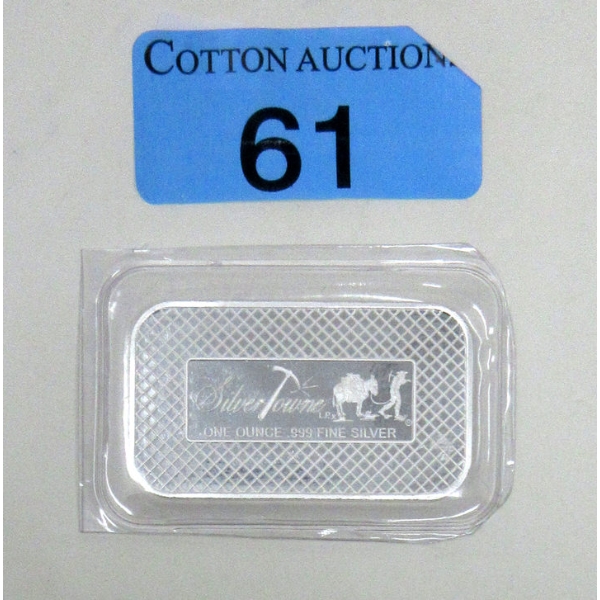 COTTON AUCTION
61
SilverTowne L.P.
ONE OUNCE .999 FINE SILVER
®